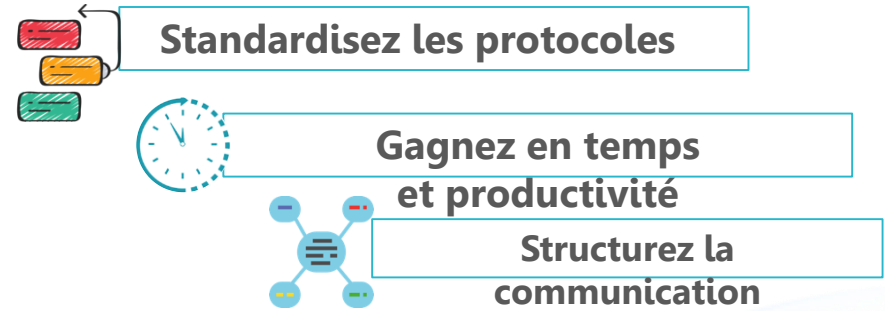 Standardisez les protocoles
Gagnez en temps
et productivité
Structurez la
communication